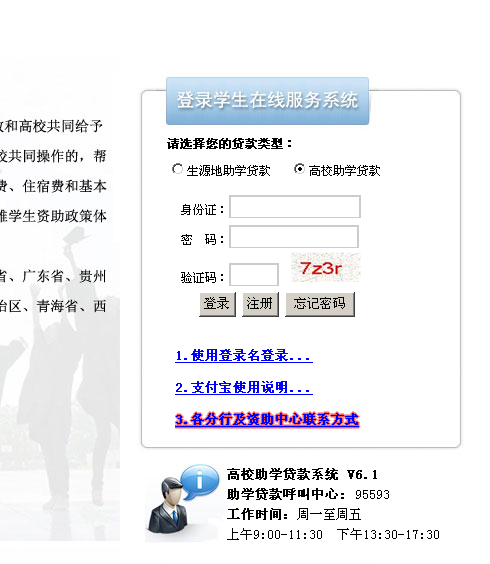 登录学生在线服务系统
和高校共同给予
校共同操作的，帮
费、住宿费和基本
学生资助政策体
省、广东省、贵州
治区、青海省、西
请选择您的贷款类型：
生源地助学贷款 高校助学贷款
身份证：
密 码：
验证码： 7z3r
登录 注册 忘记密码
1.使用登录名登录...
2.支付宝使用说明...
3.各分行及资助中心联系方式
高校助学贷款系统 V6.1
助学贷款呼叫中心：95593
工作时间：周一至周五
上午9:00-11:30 下午13:30-17:30